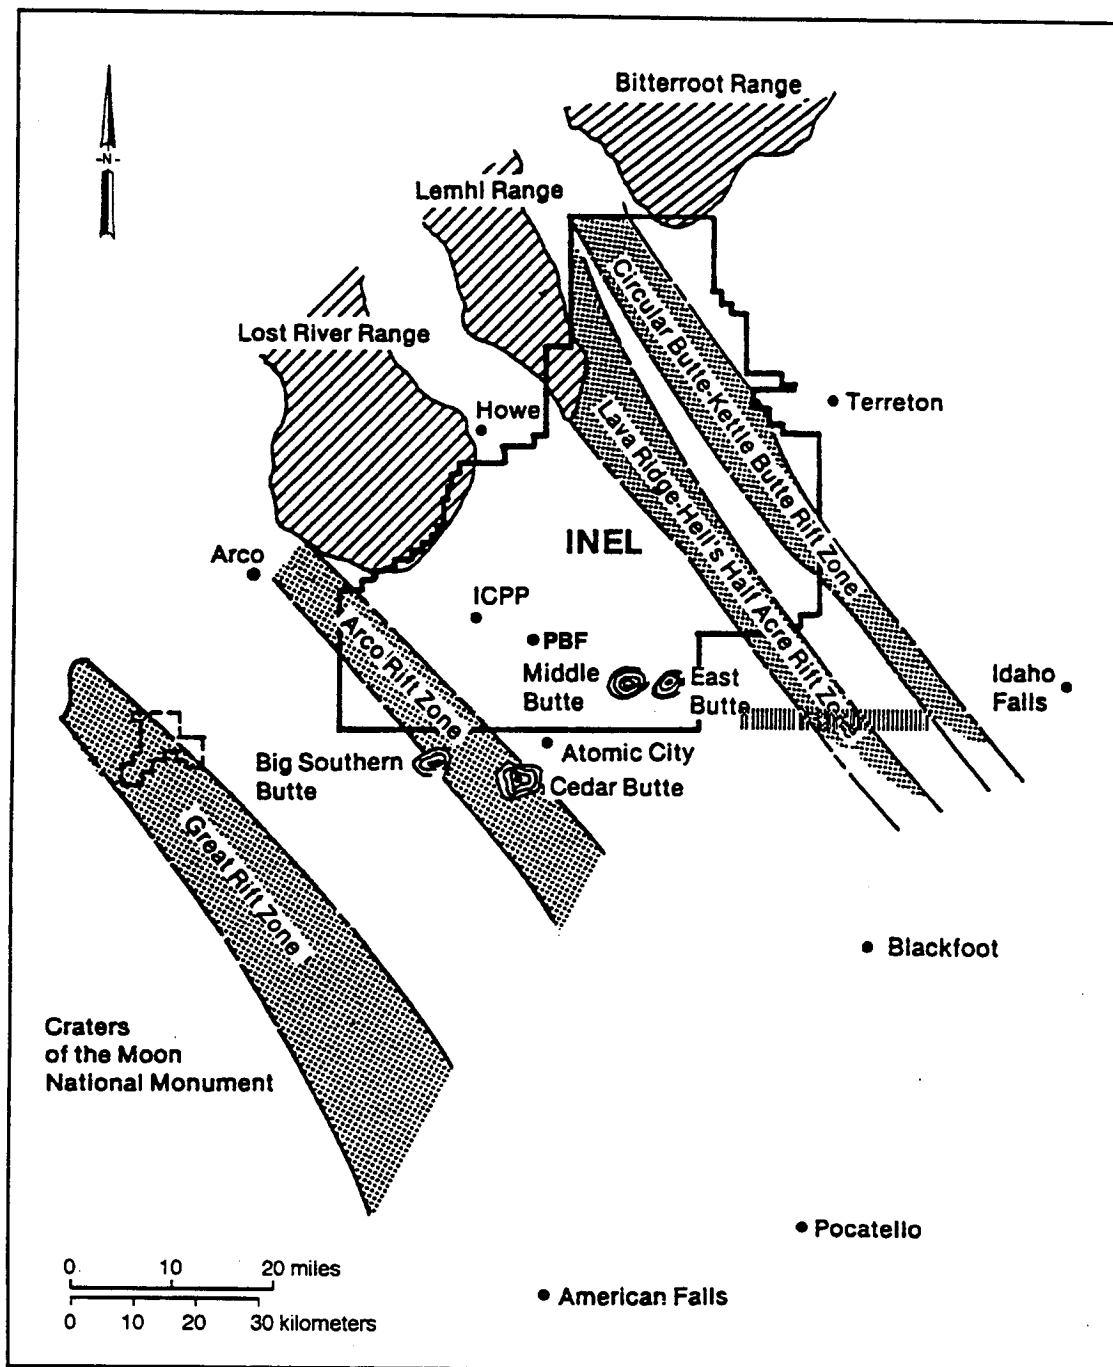 Bitterroot Range
-N-
Lemhi Range
Lost River Range
Circular Butte-Kettle Butte Rift Zone
Terreton
Howe
Lava Ridge-Hell's Half Acre Rift Zone
INEL
Arco
ICPP
Arco Rift Zone
PBF
Middle
Butte
East
Butte
Idaho
Falls
Atomic City
Big Southern
Butte
Cedar Butte
Great Rift Zone
Blackfoot
Craters
of the Moon
National Monument
Pocatello
0 10 20 miles
American Falls
0 10 20 30 kilometers